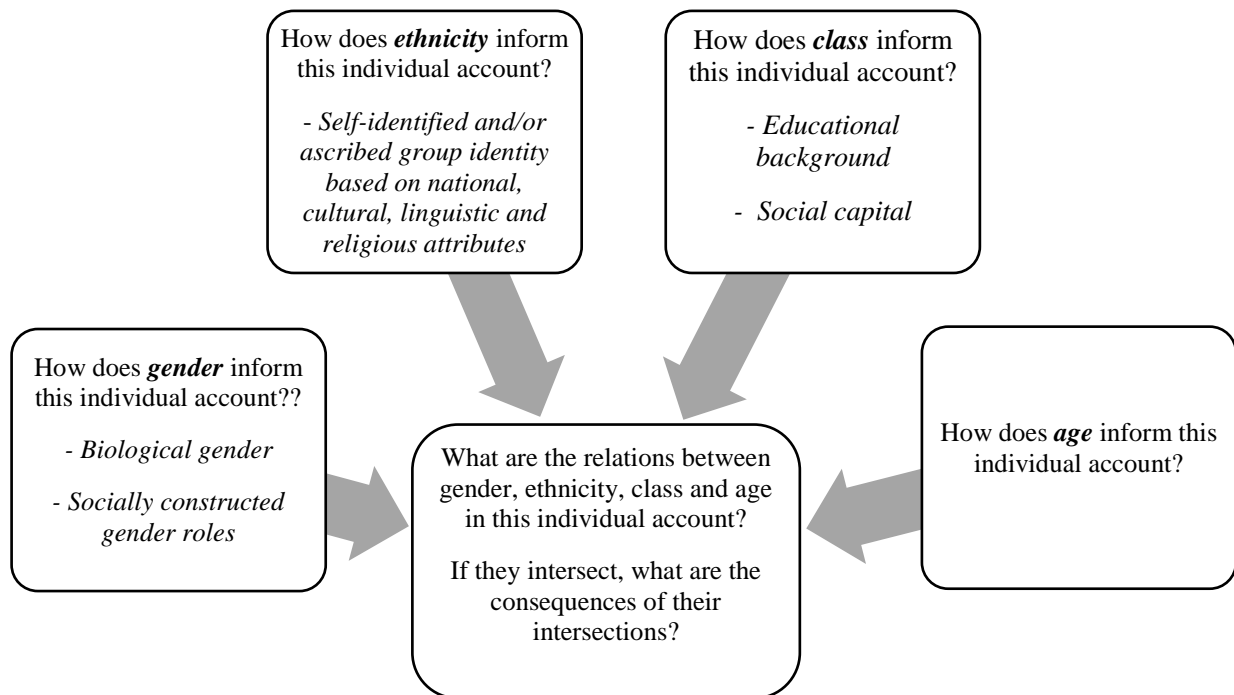 How does ethnicity inform
this individual account?
- Self-identified and/or
ascribed group identity
based on national,
cultural, linguistic and
religious attributes
How does class inform
this individual account?
- Educational
background
- Social capital
How does gender inform
this individual account??
- Biological gender
- Socially constructed
gender roles
What are the relations between
gender, ethnicity, class and age
in this individual account?
If they intersect, what are the
consequences of their
intersections?
How does age inform this
individual account?